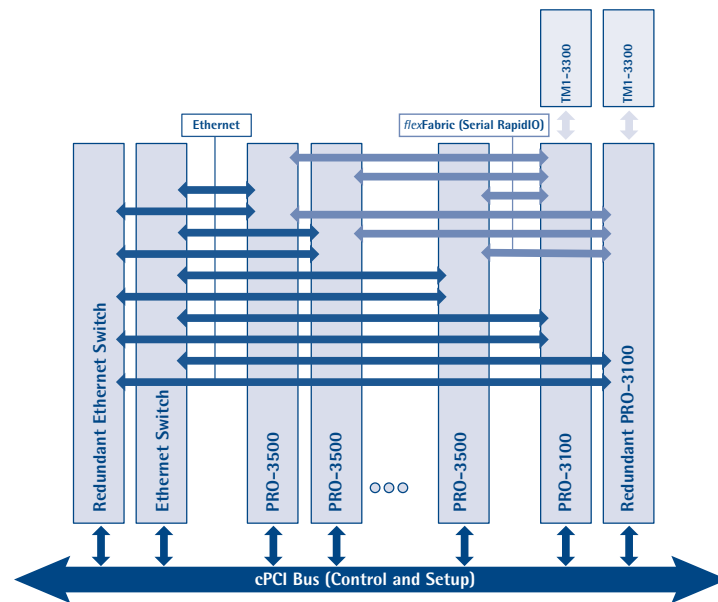 TM1-3300
TM1-3300
Ethernet
flexFabric (Serial RapidIO)
Redundant Ethernet Switch
Ethernet Switch
PRO-3500
PRO-3500
PRO-3500
PRO-3100
Redundant PRO-3100
cPCI Bus (Control and Setup)